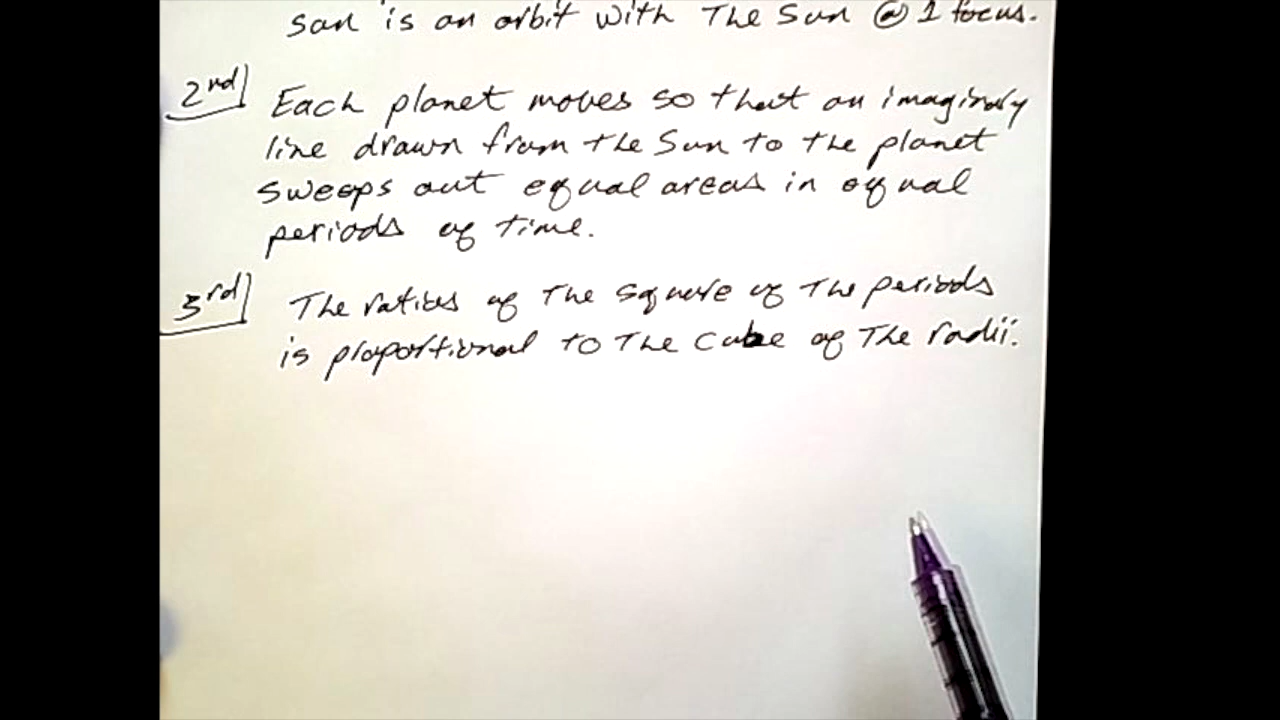 sun is an orbit with The Sun @ 1 focus.
2nd Each planet moves so that an imaginary
line drawn from the Sun to the planet
sweeps out equal areas in equal
periods of time.
3rd The ratios of The square of The periods
is proportional to The cube of The radii.